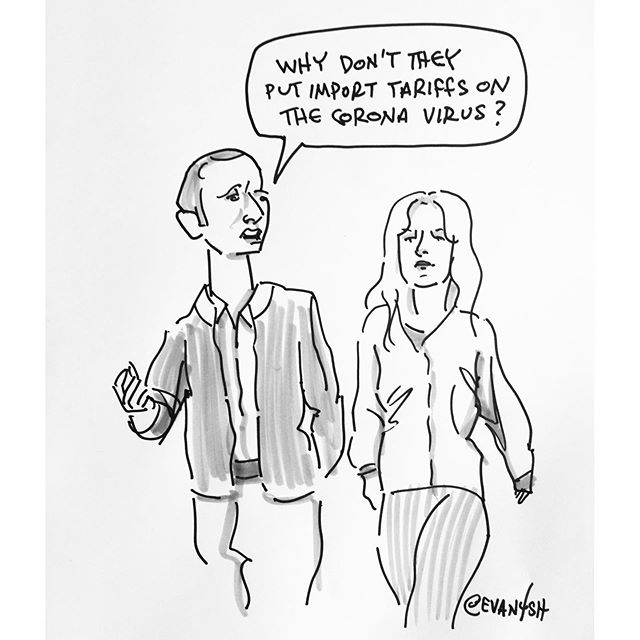 WHY DON'T THEY
PUT IMPORT TARIFFS ON
THE CORONA VIRUS?
@EVANYSH